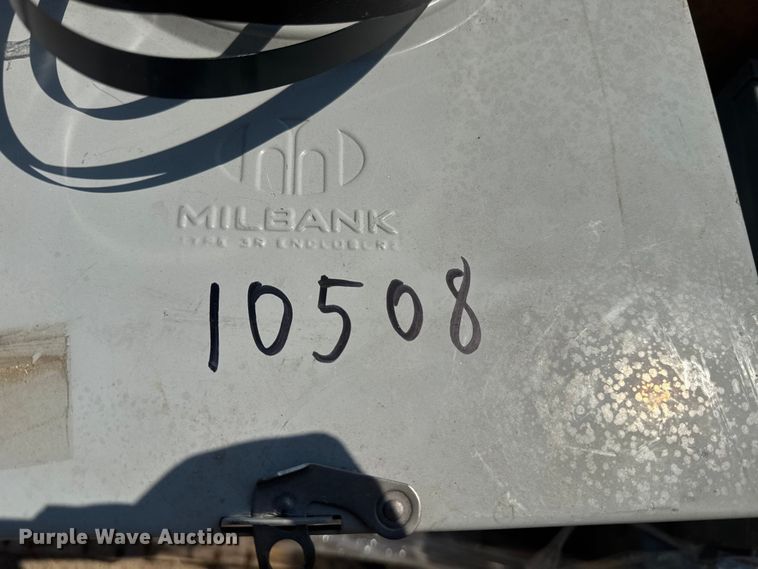 MILBANK
TYPE 3R ENCLOSURE
10508
Purple Wave Auction